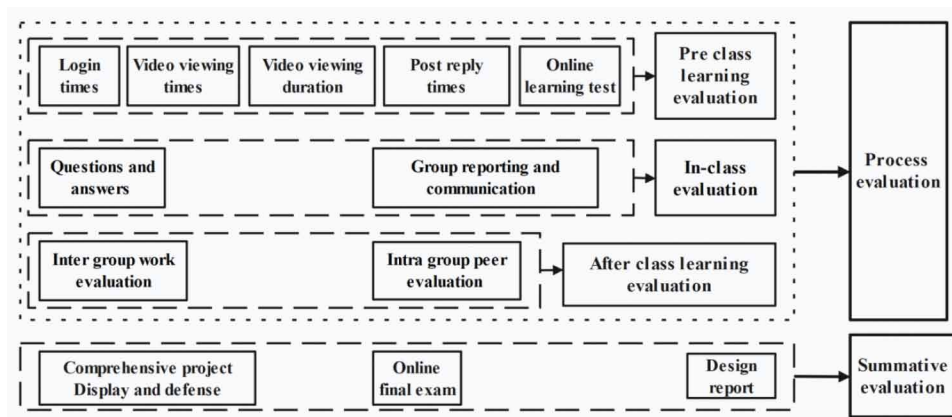 Login
times
Video viewing
times
Video viewing
duration
Post reply
times
Online
learning test
Pre class
learning
evaluation
Questions and
answers
Group reporting and
communication
In-class
evaluation
Process
evaluation
Inter group work
evaluation
Intra group peer
evaluation
After class learning
evaluation
Comprehensive project
Display and defense
Online
final exam
Design
report
Summative
evaluation